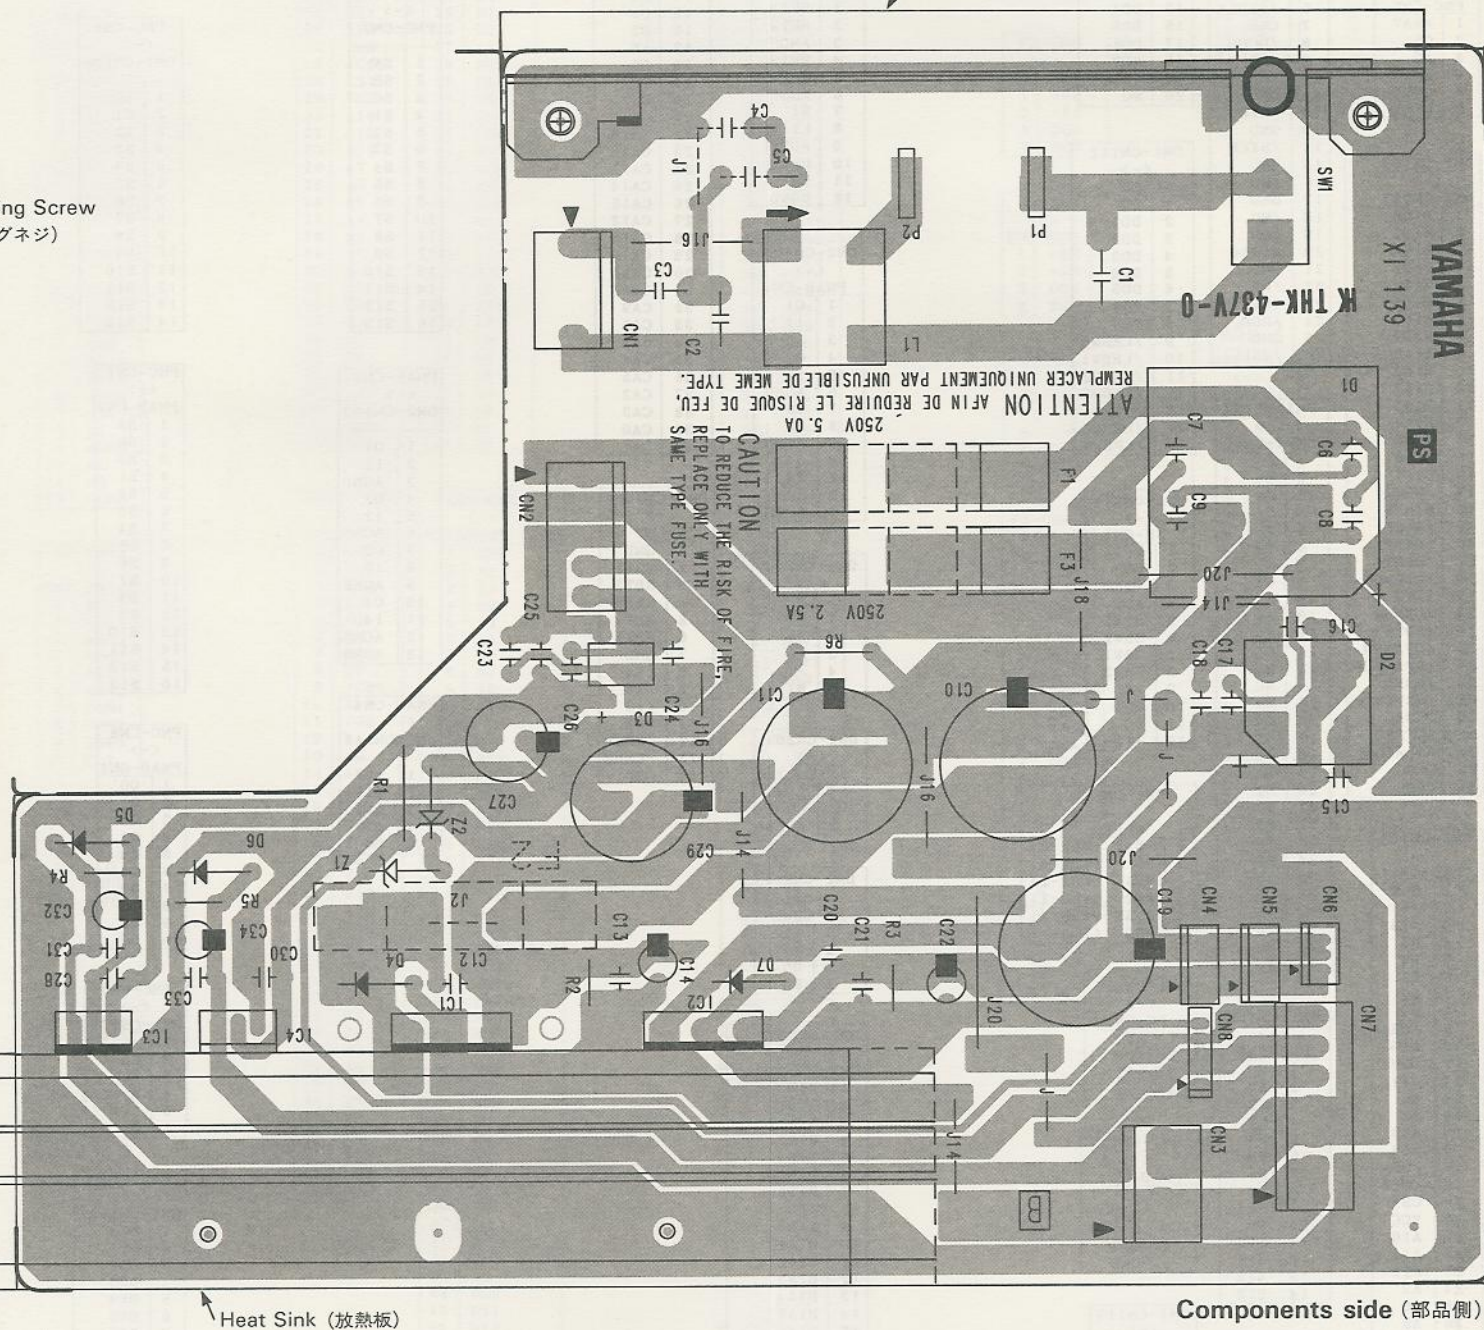 ng Screw
グネジ)
C4
C5
J1
J16
C3
CN1
C2
L1
P2
P1
C1
SW1
YAMAHA
XI 139
HK THK-437V-0
ATTENTION AFIN DE RÉDUIRE LE RISQUE DE FEU,
REMPLACER UNIQUEMENT PAR UNFUSIBLE DE MEME TYPE.
CAUTION
TO REDUCE THE RISK OF FIRE,
REPLACE ONLY WITH
SAME TYPE FUSE.
250V 5.0A
F1
F3
250V 2.5A
D1
PS
C7
C6
C9
C8
J20
J14
J18
+
C16
D2
C17
C18
CN2
C25
C23
C26
+
D3
C24
J16
R6
C11
C10
J
J
J16
+
C15
R1
C27
Z2
C29
J14
J20
D5
D6
Z1
R4
R5
C32
C34
C31
C30
C28
C33
J2
D4
C12
C13
C14
R2
D7
C20
C21
R3
C22
J20
C19
CN4
CN5
CN6
CN7
CN8
CN3
IC3
IC4
IC1
IC2
J
J14
B
Heat Sink (放熱板)
Components side (部品側)